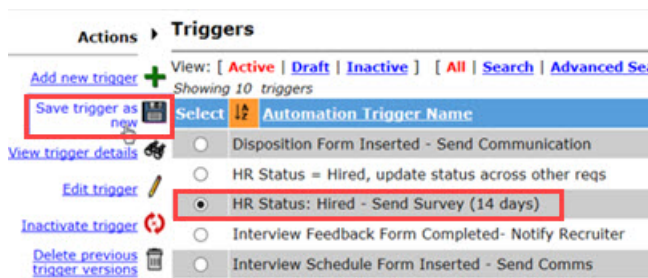 Actions
Triggers
Add new trigger
Save trigger as
new
View trigger details
Edit trigger
Inactivate trigger
Delete previous
trigger versions
View: [ Active | Draft | Inactive ]  [ All | Search | Advanced Sea
Showing 10 triggers
Select A Z Automation Trigger Name
Disposition Form Inserted - Send Communication
HR Status = Hired, update status across other reqs
HR Status: Hired - Send Survey (14 days)
Interview Feedback Form Completed- Notify Recruiter
Interview Schedule Form Inserted - Send Comms